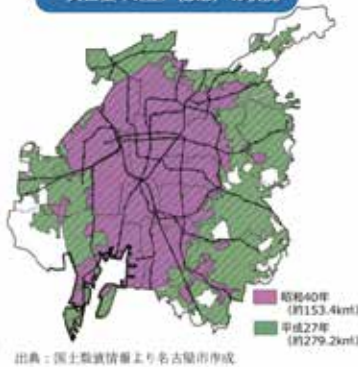 昭和40年
(約153.4km²)
平成27年
(約279.2km²)
出典:国土数値情報より名古屋市作成